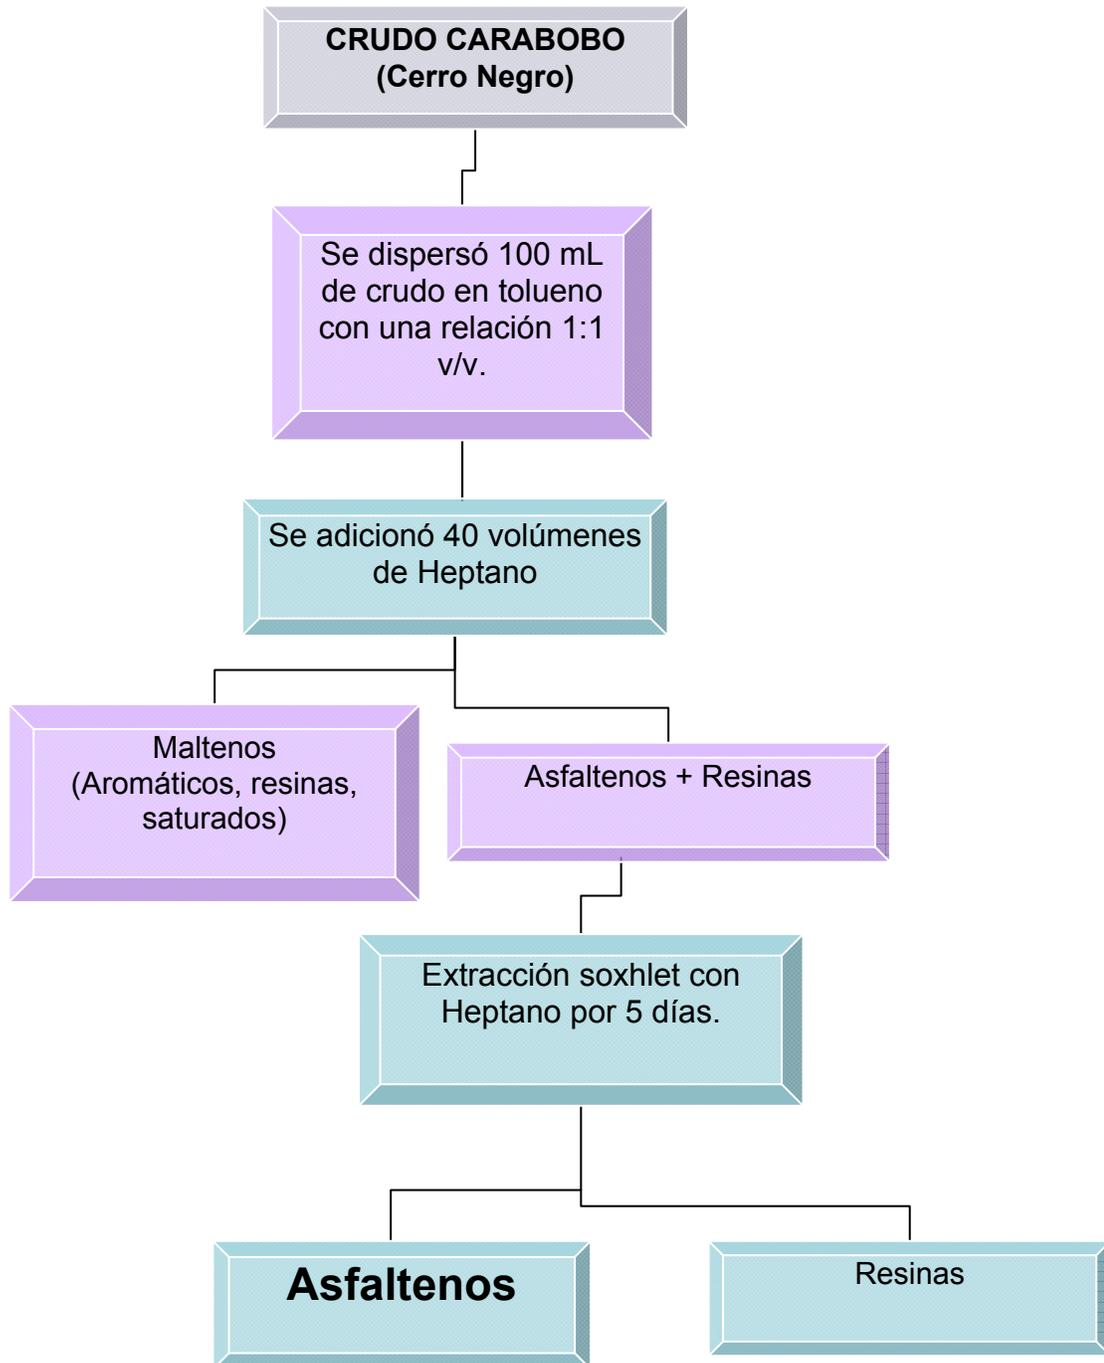 CRUDO CARABOBO
(Cerro Negro)
Se dispersó 100 mL
de crudo en tolueno
con una relación 1:1
v/v.
Se adicionó 40 volúmenes
de Heptano
Maltenos
(Aromáticos, resinas,
saturados)
Asfaltenos + Resinas
Extracción soxhlet con
Heptano por 5 días.
Asfaltenos
Resinas